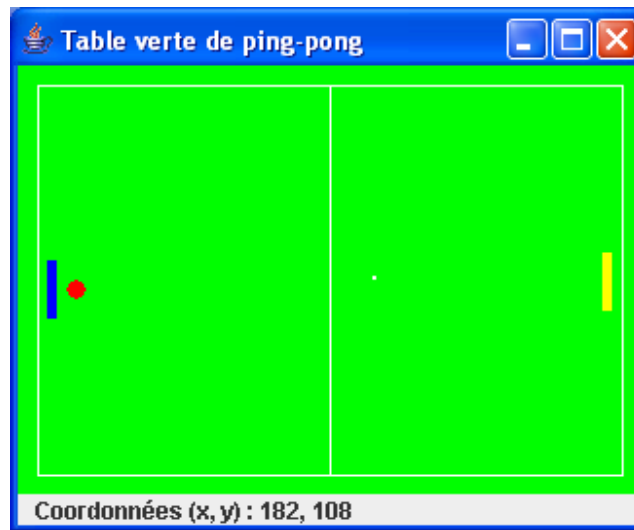 Table verte de ping-pong
Coordonnées (x, y) : 182, 108